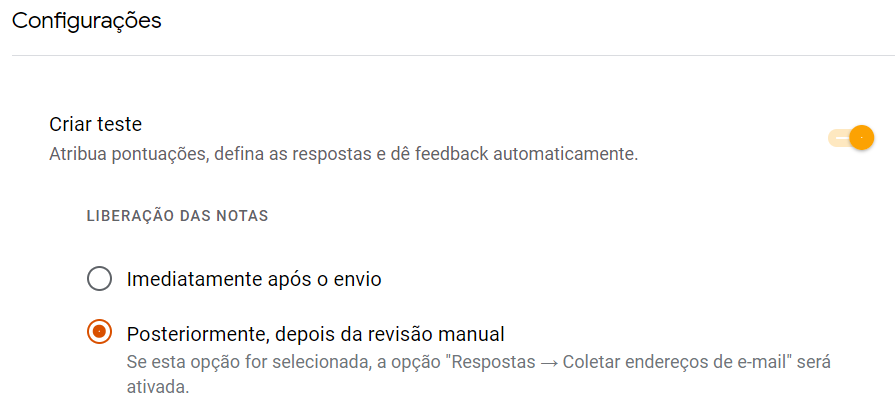 Configurações
Criar teste
Atribua pontuações, defina as respostas e dê feedback automaticamente.
LIBERAÇÃO DAS NOTAS
Imediatamente após o envio
Posteriormente, depois da revisão manual
Se esta opção for selecionada, a opção "Respostas → Coletar endereços de e-mail" será
ativada.